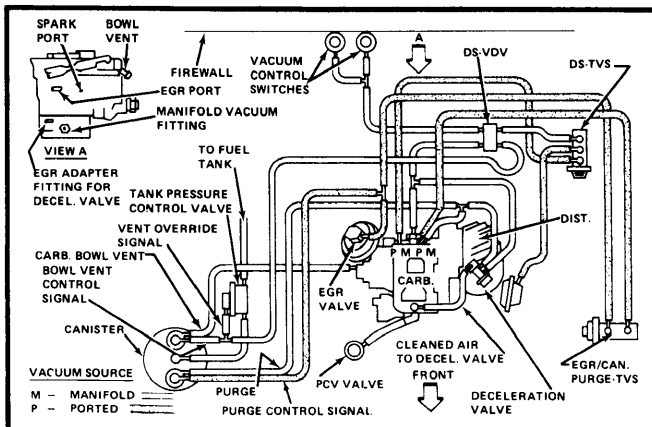 SPARK PORT
BOWL VENT
FIREWALL
EGR PORT
MANIFOLD VACUUM FITTING
VIEW A
EGR ADAPTER FITTING FOR DECEL. VALVE
VACUUM CONTROL SWITCHES
A
DS-VDV
DS-TVS
TO FUEL TANK
TANK PRESSURE CONTROL VALVE
VENT OVERRIDE SIGNAL
CARB. BOWL VENT
BOWL VENT CONTROL SIGNAL
CANISTER
P M P M
CARB.
DIST.
EGR VALVE
PCV VALVE
CLEANED AIR TO DECEL. VALVE
FRONT
DECELERATION VALVE
EGR/CAN. PURGE-TVS
PURGE
PURGE CONTROL SIGNAL
VACUUM SOURCE
M – MANIFOLD
P – PORTED